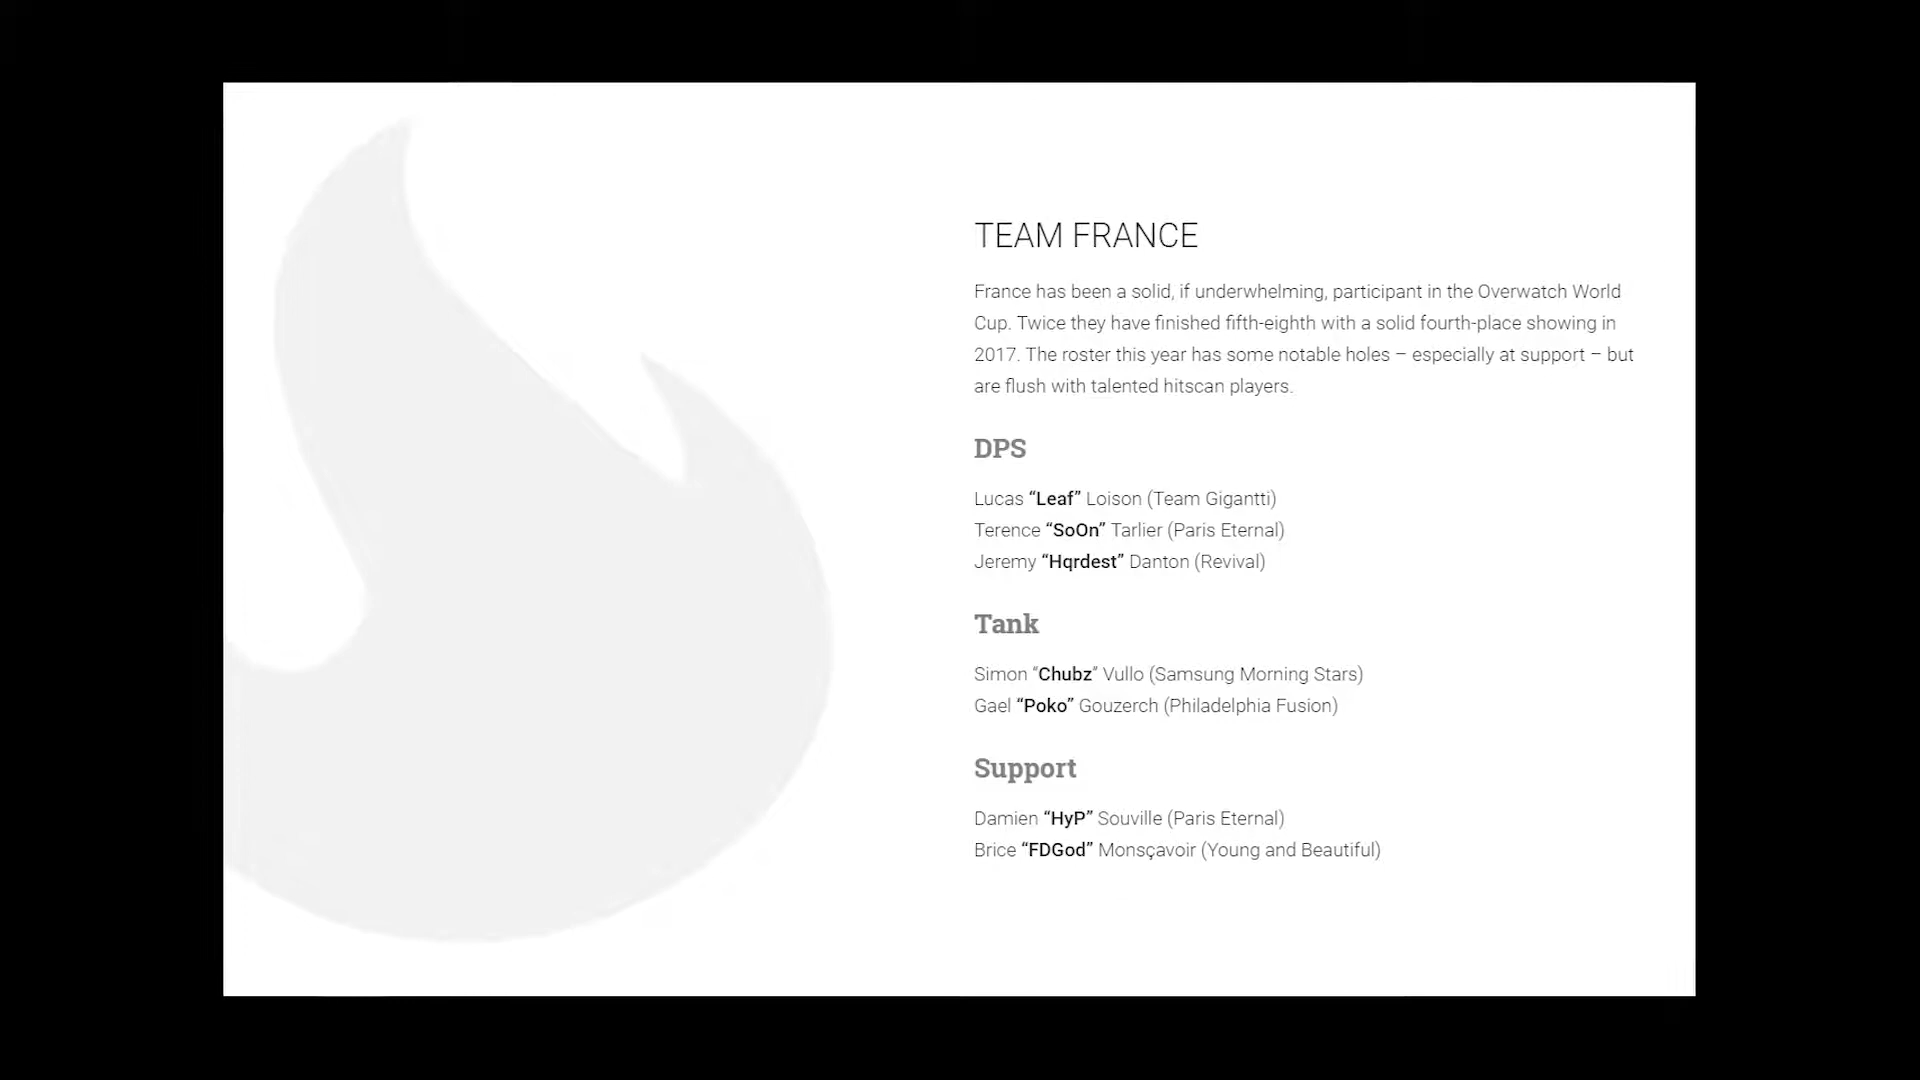 TEAM FRANCE
France has been a solid, if underwhelming, participant in the Overwatch World
Cup. Twice they have finished fifth-eighth with a solid fourth-place showing in
2017. The roster this year has some notable holes – especially at support – but
are flush with talented hitscan players.
DPS
Lucas “Leaf” Loison (Team Gigantti)
Terence “SoOn” Tarlier (Paris Eternal)
Jeremy “Hqrdest” Danton (Revival)
Tank
Simon "Chubz" Vullo (Samsung Morning Stars)
Gael “Poko” Gouzerch (Philadelphia Fusion)
Support
Damien “HyP” Souville (Paris Eternal)
Brice “FDGod” Monsçavoir (Young and Beautiful)